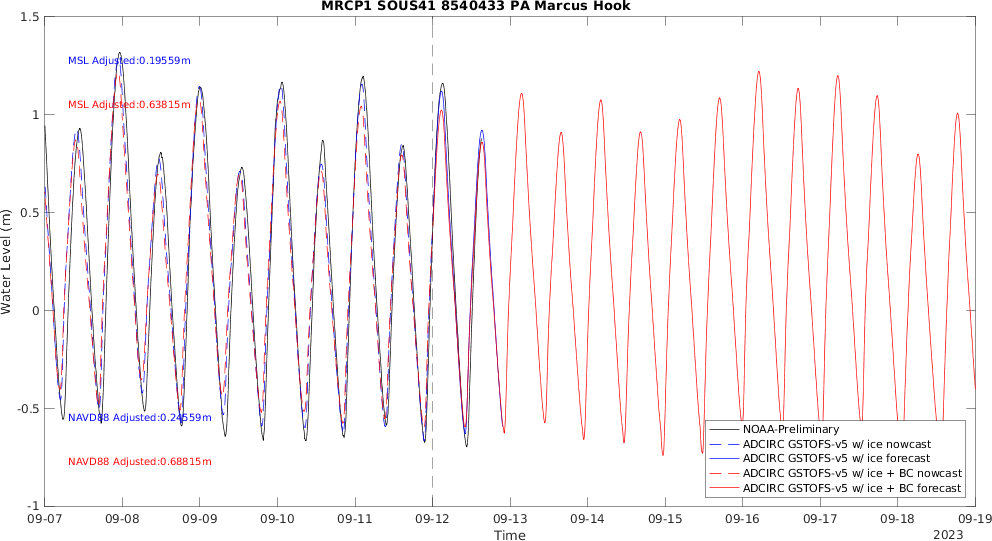 MRCP1 SOUS41 8540433 PA Marcus Hook
1.5
1
0.5
0
-0.5
-1
Water Level (m)
MSL Adjusted:0.19559m
MSL Adjusted:0.63815m
NAVD88 Adjusted:0.24559m
NAVD88 Adjusted:0.68815m
NOAA-Preliminary
ADCIRC GSTOFS-v5 w/ ice nowcast
ADCIRC GSTOFS-v5 w/ ice forecast
ADCIRC GSTOFS-v5 w/ ice + BC nowcast
ADCIRC GSTOFS-v5 w/ ice + BC forecast
09-07 09-08 09-09 09-10 09-11 09-12 09-13 09-14 09-15 09-16 09-17 09-18 09-19
Time
2023